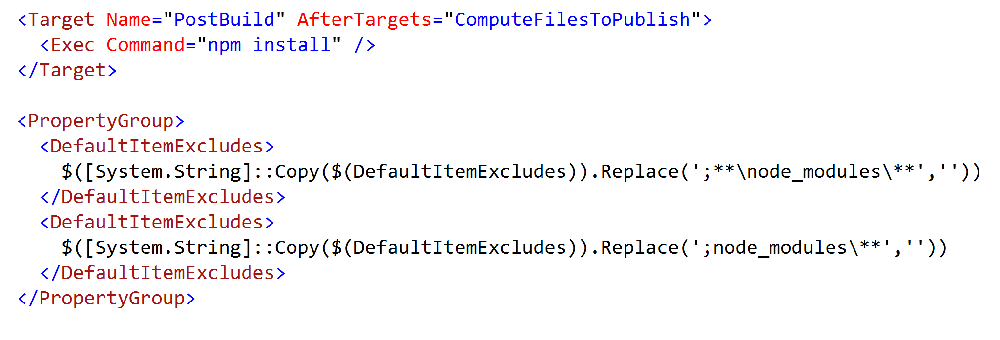 <Target Name="PostBuild" AfterTargets="ComputeFilesToPublish">
  <Exec Command="npm install" />
</Target>

<PropertyGroup>
  <DefaultItemExcludes>
    $([System.String]::Copy($(DefaultItemExcludes)).Replace(';**\node_modules\**',''))
  </DefaultItemExcludes>
  <DefaultItemExcludes>
    $([System.String]::Copy($(DefaultItemExcludes)).Replace(';node_modules\**',''))
  </DefaultItemExcludes>
</PropertyGroup>